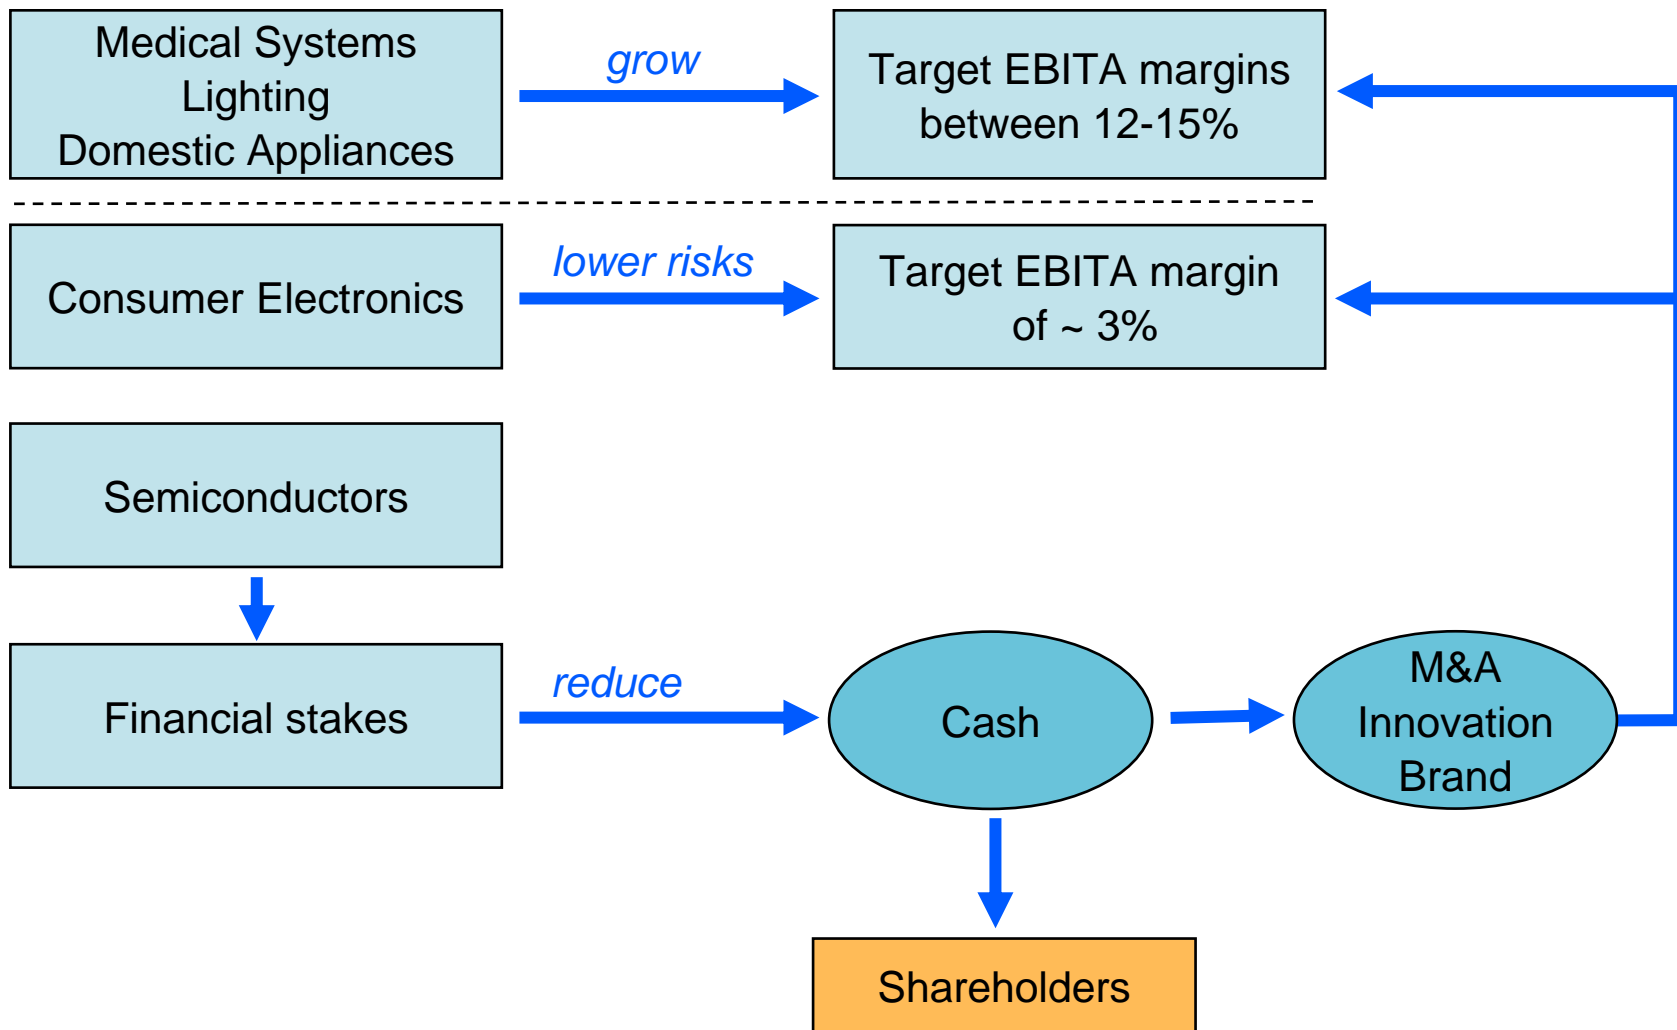 Medical Systems
Lighting
Domestic Appliances
grow
Target EBITA margins
between 12-15%
Consumer Electronics
lower risks
Target EBITA margin
of ~ 3%
Semiconductors
Financial stakes
reduce
Cash
M&A
Innovation
Brand
Shareholders